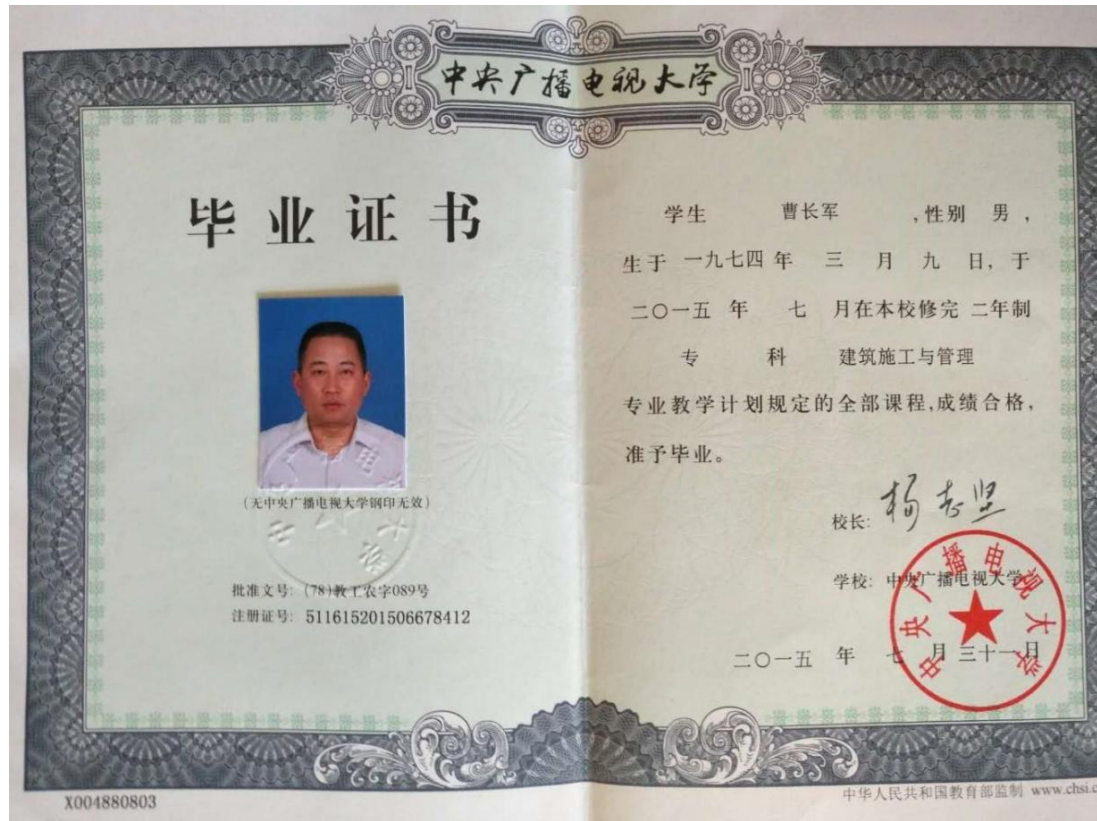 中央广播电视大学
毕业证书
(无中央广播电视大学钢印无效)
批准文号: (78)教工农字089号
注册证号: 511615201506678412
学生 曹长军 ,性别 男,
生于 一九七四 年 三 月 九 日, 于
二〇一五 年 七 月在本校修完 二年制
专 科 建筑施工与管理
专业教学计划规定的全部课程,成绩合格,
准予毕业。
校长: 杨志坚
学校: 中央广播电视大学
中央广播电视大学
二〇一五 年 七 月 三十一日
X004880803
中华人民共和国教育部监制 www.chsi.c